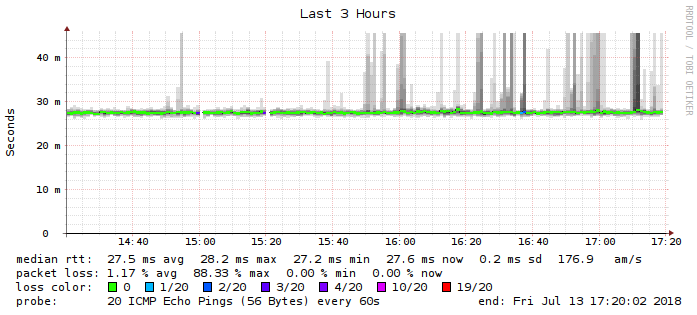 Last 3 Hours
RRDTOOL / TOBI OETIKER
Seconds
40 m
30 m
20 m
10 m
0
14:40 15:00 15:20 15:40 16:00 16:20 16:40 17:00 17:20
median rtt: 27.5 ms avg 28.2 ms max 27.2 ms min 27.6 ms now 0.2 ms sd 176.9 am/s
packet loss: 1.17 % avg 88.33 % max 0.00 % min 0.00 % now
loss color: 0 1/20 2/20 3/20 4/20 10/20 19/20
probe: 20 ICMP Echo Pings (56 Bytes) every 60s end: Fri Jul 13 17:20:02 2018